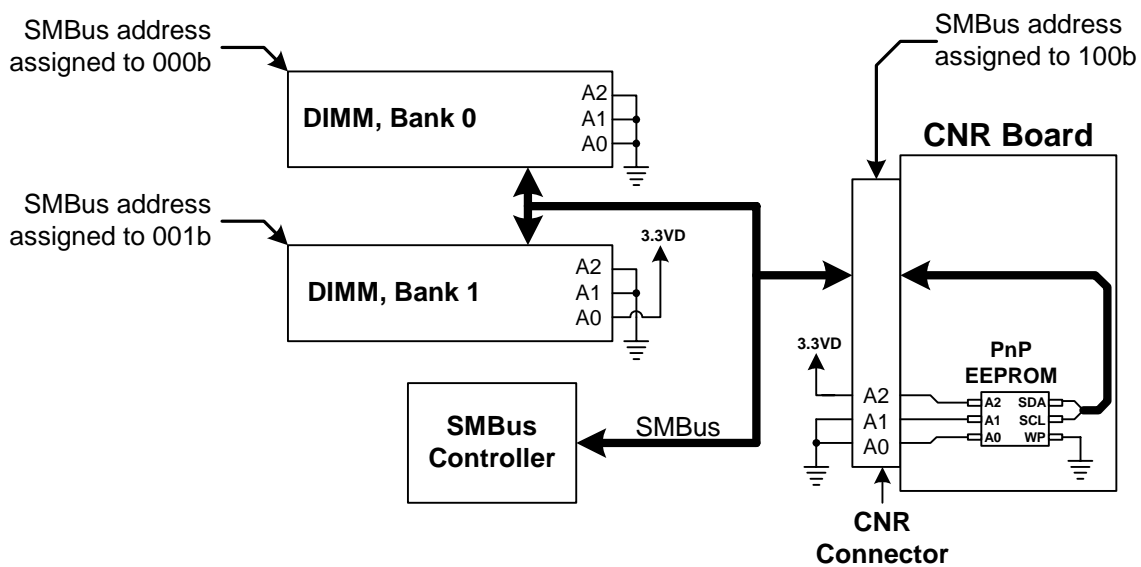 SMBus address
assigned to 000b
DIMM, Bank 0
A2
A1
A0
SMBus address
assigned to 001b
DIMM, Bank 1
A2
A1
A0
3.3VD
SMBus
Controller
SMBus
SMBus address
assigned to 100b
CNR Board
3.3VD
A2
A1
A0
PnP
EEPROM
A2 SDA
A1 SCL
A0 WP
CNR
Connector